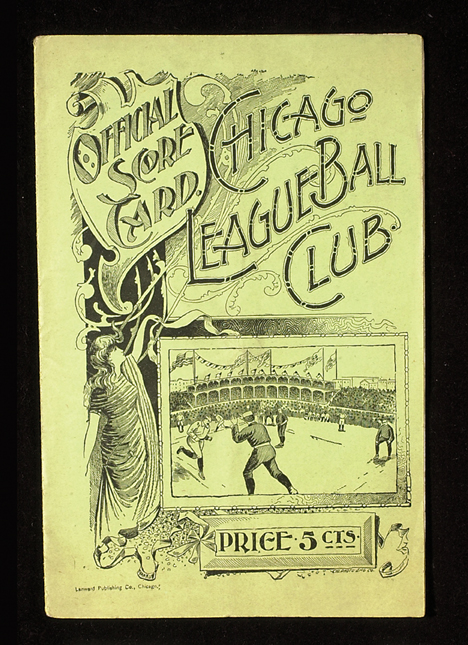 OFFICIAL
SCORE
CARD.
CHICAGO
LEAGUE BALL
CLUB.
PRICE · 5 CTS.
Lanward Publishing Co., Chicago.